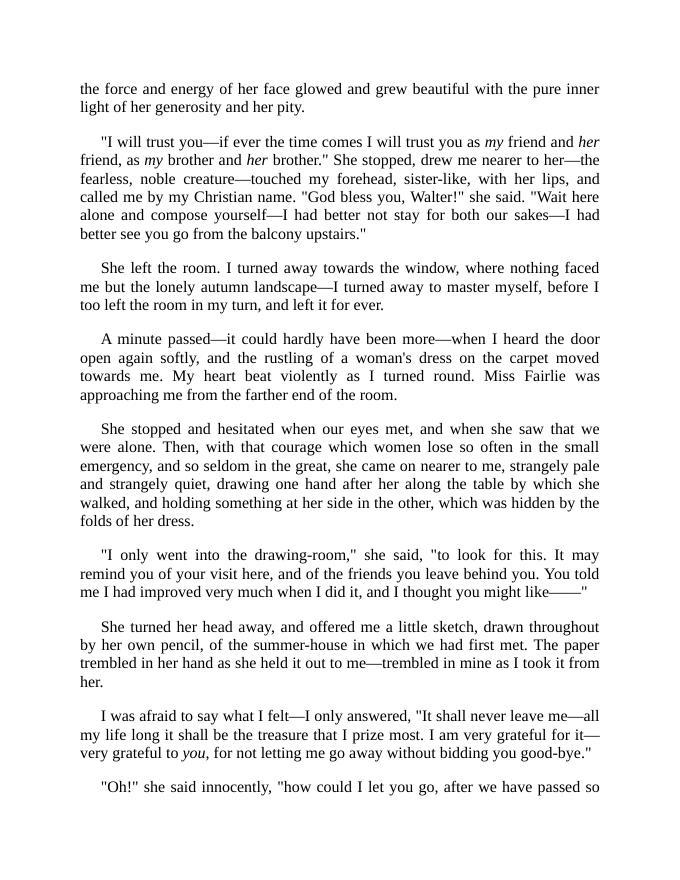 the force and energy of her face glowed and grew beautiful with the pure inner
light of her generosity and her pity.
"I will trust you—if ever the time comes I will trust you as my friend and her
friend, as my brother and her brother." She stopped, drew me nearer to her—the
fearless, noble creature—touched my forehead, sister-like, with her lips, and
called me by my Christian name. "God bless you, Walter!" she said. "Wait here
alone and compose yourself—I had better not stay for both our sakes—I had
better see you go from the balcony upstairs."
She left the room. I turned away towards the window, where nothing faced
me but the lonely autumn landscape—I turned away to master myself, before I
too left the room in my turn, and left it for ever.
A minute passed—it could hardly have been more—when I heard the door
open again softly, and the rustling of a woman's dress on the carpet moved
towards me. My heart beat violently as I turned round. Miss Fairlie was
approaching me from the farther end of the room.
She stopped and hesitated when our eyes met, and when she saw that we
were alone. Then, with that courage which women lose so often in the small
emergency, and so seldom in the great, she came on nearer to me, strangely pale
and strangely quiet, drawing one hand after her along the table by which she
walked, and holding something at her side in the other, which was hidden by the
folds of her dress.
"I only went into the drawing-room," she said, "to look for this. It may
remind you of your visit here, and of the friends you leave behind you. You told
me I had improved very much when I did it, and I thought you might like——"
She turned her head away, and offered me a little sketch, drawn throughout
by her own pencil, of the summer-house in which we had first met. The paper
trembled in her hand as she held it out to me—trembled in mine as I took it from
her.
I was afraid to say what I felt—I only answered, "It shall never leave me—all
my life long it shall be the treasure that I prize most. I am very grateful for it—
very grateful to you, for not letting me go away without bidding you good-bye."
"Oh!" she said innocently, "how could I let you go, after we have passed so